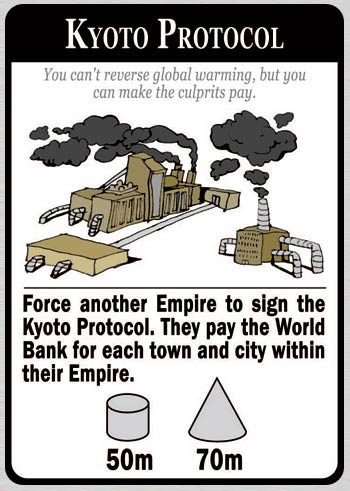 KYOTO PROTOCOL
You can't reverse global warming, but you
can make the culprits pay.
Force another Empire to sign the
Kyoto Protocol. They pay the World
Bank for each town and city within
their Empire.
50m 70m